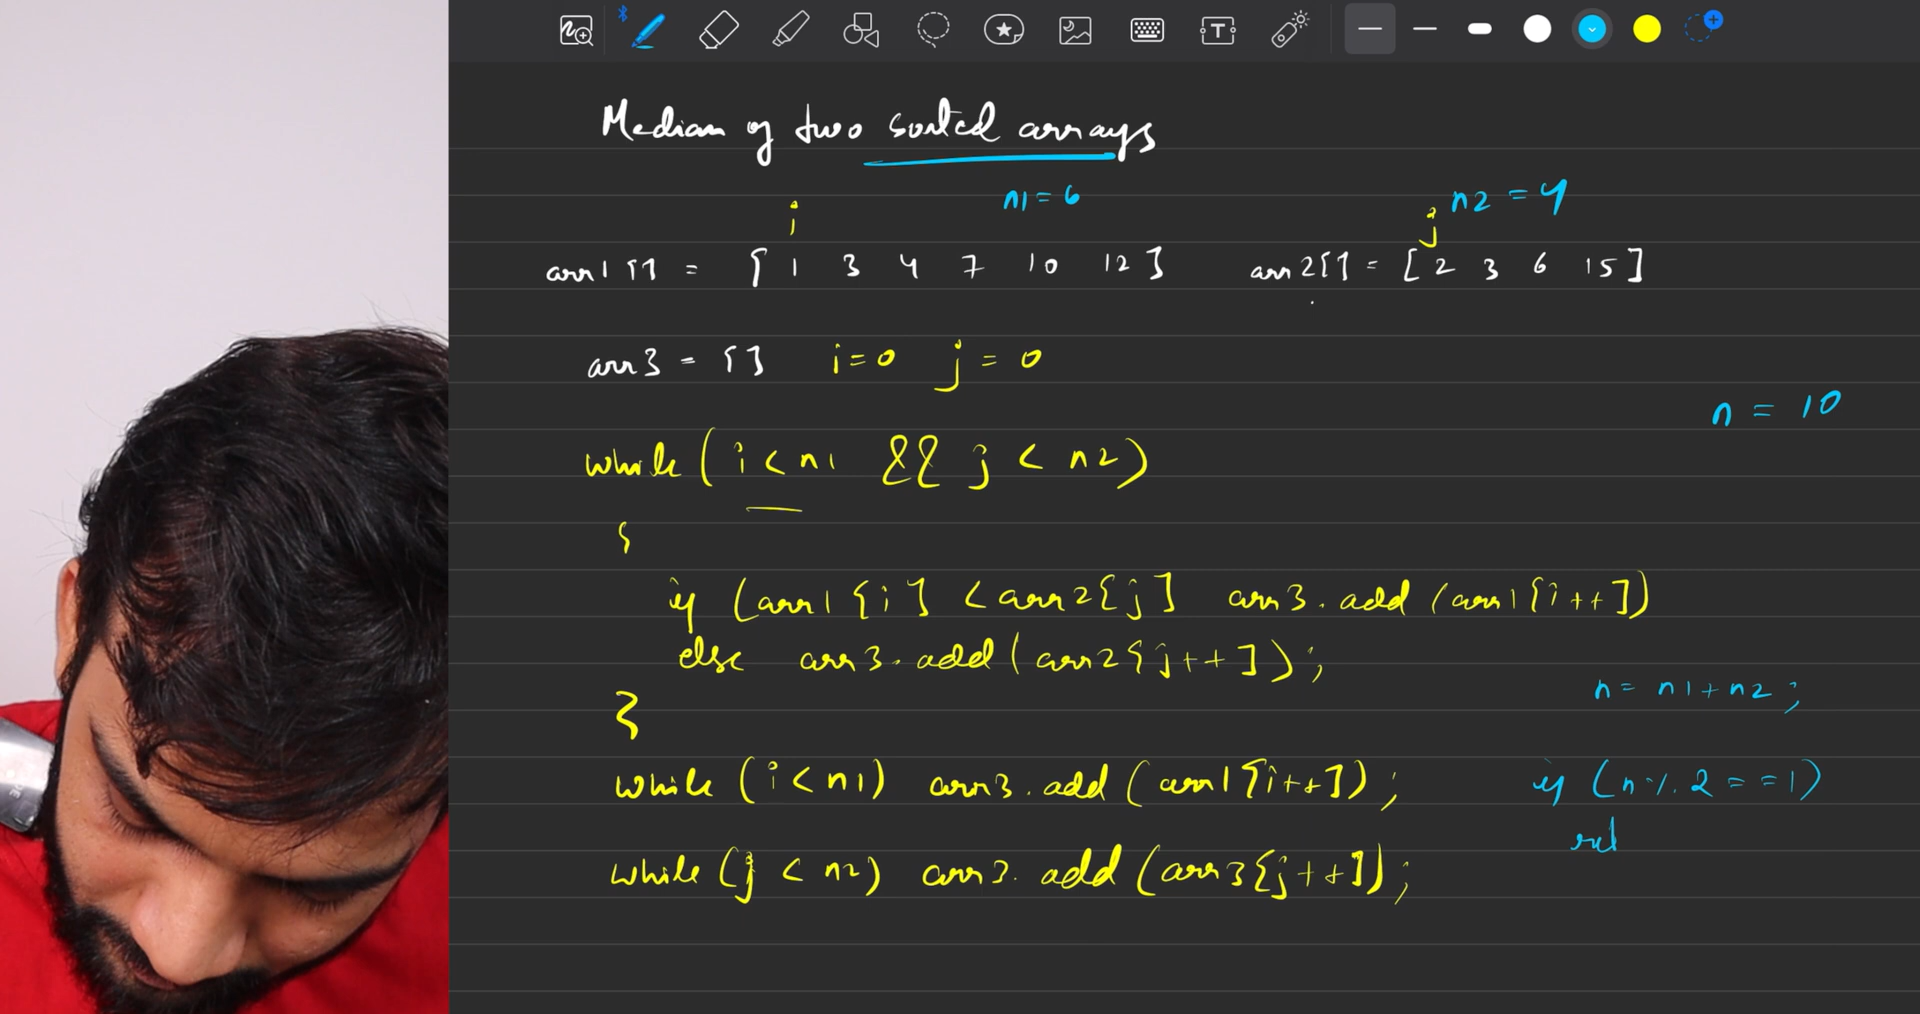 Median of two sorted arrays
n1 = 6
n2 = 4
i
j
arr1[] = [ 1 3 4 7 10 12 ]
arr2[] = [ 2 3 6 15 ]
arr3 = [] i=0 j = 0
n = 10
while ( i < n1 && j < n2 )
{
if (arr1[i] < arr2[j] arr3.add (arr1[i++])
else arr3.add (arr2[j++]);
n = n1 + n2 ;
}
while (i < n1) arr3.add (arr1[i++]) ;
if (n % 2 == 1)
ret
while (j < n2) arr3.add (arr3[j++]) ;